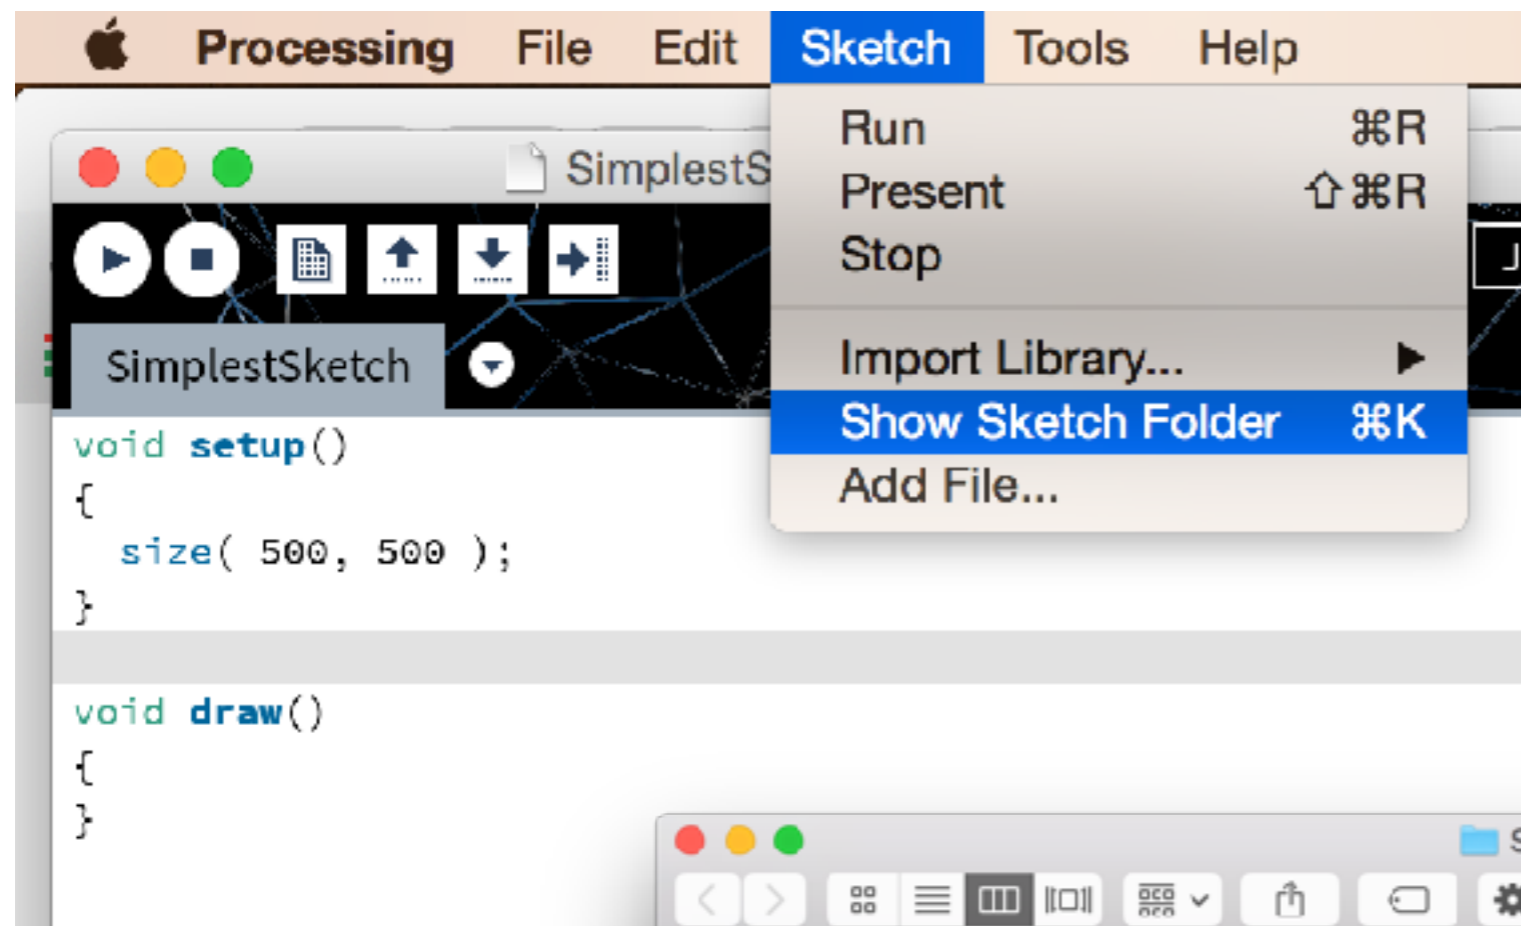 Processing File Edit Sketch Tools Help
Run ⌘R
Present ⇧⌘R
Stop
Import Library...
Show Sketch Folder ⌘K
Add File...
SimplestS
J
SimplestSketch
void setup()
{
size( 500, 500 );
}
void draw()
{
}
S